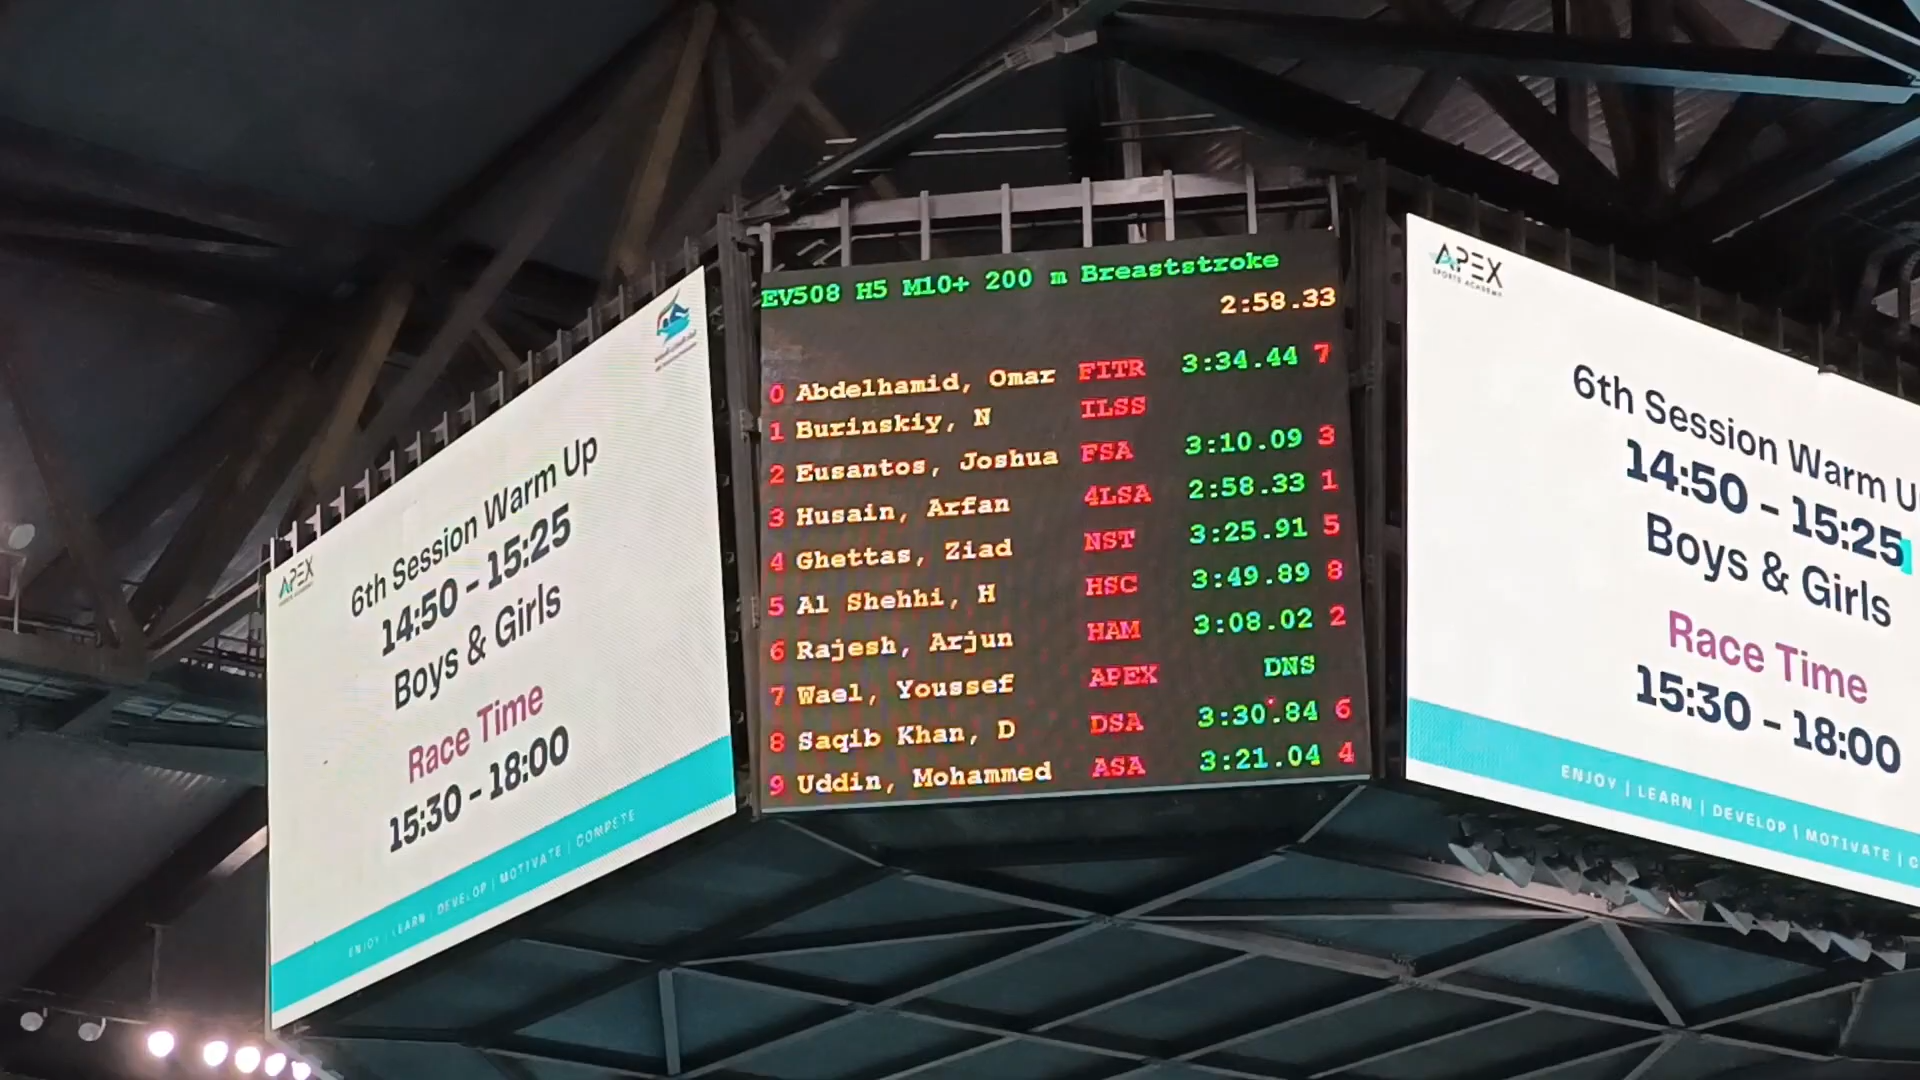 APEX
6th Session Warm Up
14:50 - 15:25
Boys & Girls
Race Time
15:30 - 18:00
ENJOY | LEARN | DEVELOP | MOTIVATE | COMPETE
EV508 H5 M10+ 200 m Breaststroke
2:58.33
0 Abdelhamid, Omar FITR 3:34.44 7
1 Burinskiy, N ILSS
2 Eusantos, Joshua FSA 3:10.09 3
3 Husain, Arfan 4LSA 2:58.33 1
4 Ghettas, Ziad NST 3:25.91 5
5 Al Shehhi, H HSC 3:49.89 8
6 Rajesh, Arjun HAM 3:08.02 2
7 Wael, Youssef APEX DNS
8 Saqib Khan, D DSA 3:30.84 6
9 Uddin, Mohammed ASA 3:21.04 4
APEX
SPORTS ACADEMY
6th Session Warm U
14:50 - 15:25
Boys & Girls
Race Time
15:30 - 18:00
ENJOY | LEARN | DEVELOP | MOTIVATE | C